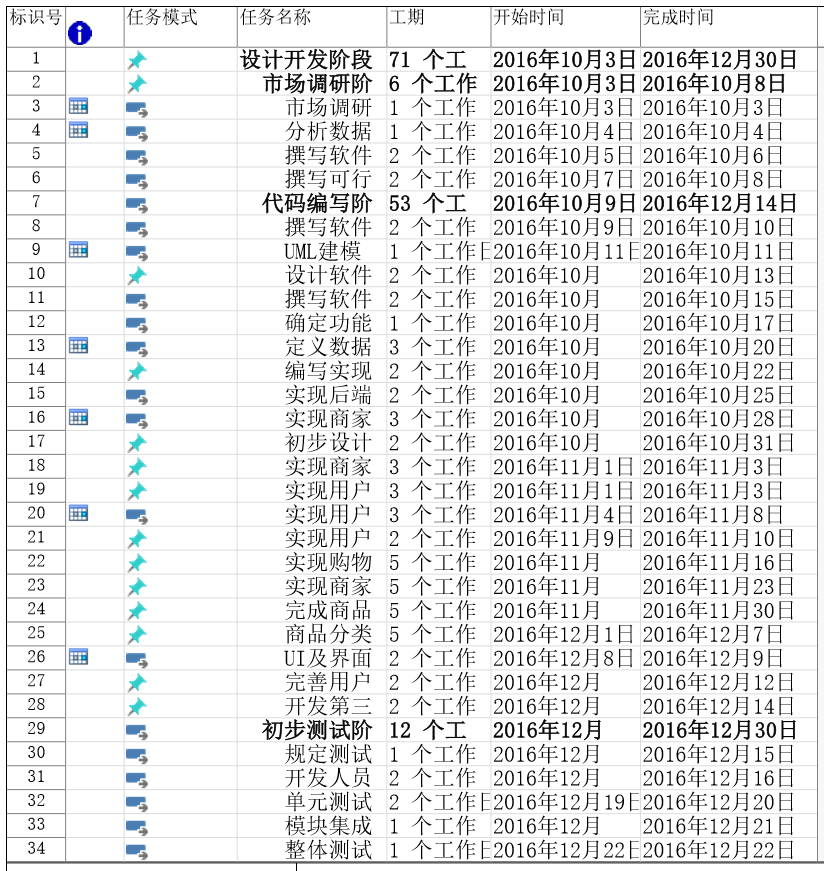 标识号 任务模式 任务名称 工期 开始时间 完成时间
1 设计开发阶段 71 个工 2016年10月3日 2016年12月30日
2 市场调研阶 6 个工作 2016年10月3日 2016年10月8日
3 市场调研 1 个工作 2016年10月3日 2016年10月3日
4 分析数据 1 个工作 2016年10月4日 2016年10月4日
5 撰写软件 2 个工作 2016年10月5日 2016年10月6日
6 撰写可行 2 个工作 2016年10月7日 2016年10月8日
7 代码编写阶 53 个工 2016年10月9日 2016年12月14日
8 撰写软件 2 个工作 2016年10月9日 2016年10月10日
9 UML建模 1 个工作日 2016年10月11日 2016年10月11日
10 设计软件 2 个工作 2016年10月 2016年10月13日
11 撰写软件 2 个工作 2016年10月 2016年10月15日
12 确定功能 1 个工作 2016年10月 2016年10月17日
13 定义数据 3 个工作 2016年10月 2016年10月20日
14 编写实现 2 个工作 2016年10月 2016年10月22日
15 实现后端 2 个工作 2016年10月 2016年10月25日
16 实现商家 3 个工作 2016年10月 2016年10月28日
17 初步设计 2 个工作 2016年10月 2016年10月31日
18 实现商家 3 个工作 2016年11月1日 2016年11月3日
19 实现用户 3 个工作 2016年11月1日 2016年11月3日
20 实现用户 3 个工作 2016年11月4日 2016年11月8日
21 实现用户 2 个工作 2016年11月9日 2016年11月10日
22 实现购物 5 个工作 2016年11月 2016年11月16日
23 实现商家 5 个工作 2016年11月 2016年11月23日
24 完成商品 5 个工作 2016年11月 2016年11月30日
25 商品分类 5 个工作 2016年12月1日 2016年12月7日
26 UI及界面 2 个工作 2016年12月8日 2016年12月9日
27 完善用户 2 个工作 2016年12月 2016年12月12日
28 开发第三 2 个工作 2016年12月 2016年12月14日
29 初步测试阶 12 个工 2016年12月 2016年12月30日
30 规定测试 1 个工作 2016年12月 2016年12月15日
31 开发人员 2 个工作 2016年12月 2016年12月16日
32 单元测试 2 个工作日 2016年12月19日 2016年12月20日
33 模块集成 1 个工作 2016年12月 2016年12月21日
34 整体测试 1 个工作日 2016年12月22日 2016年12月22日